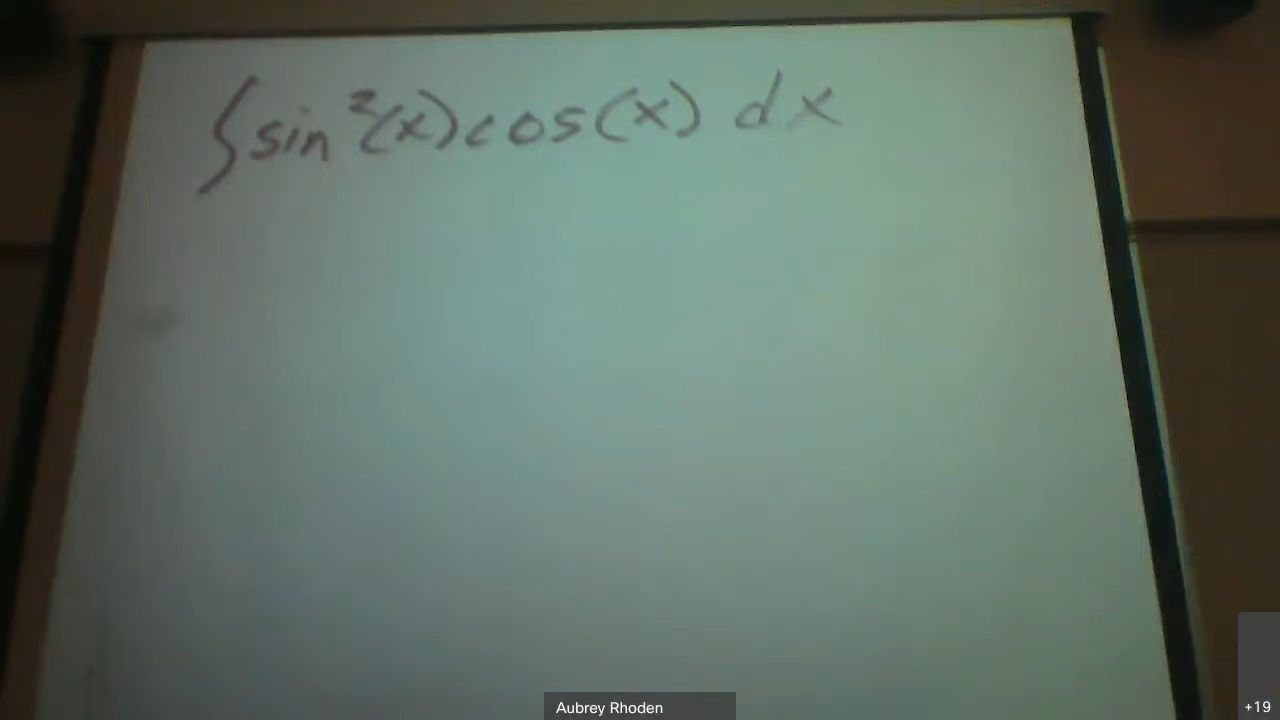 ∫sin²(x)cos(x) dx
Aubrey Rhoden
+19